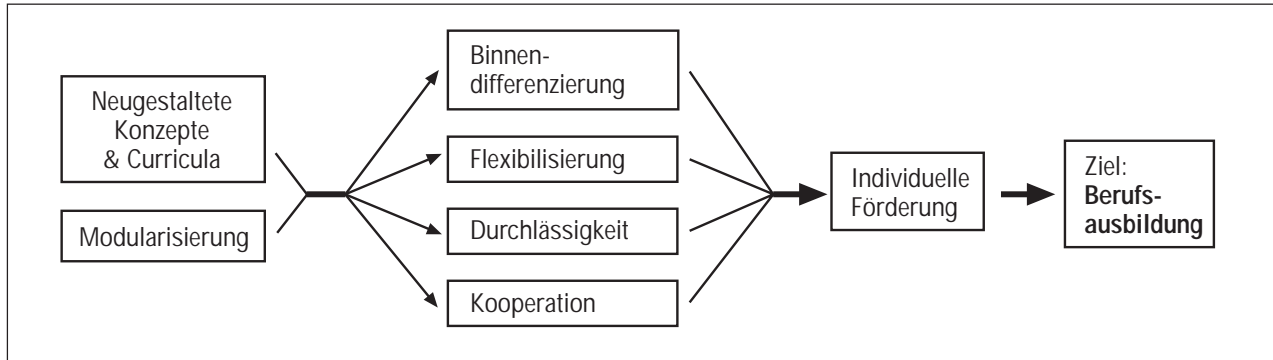 Neugestaltete
Konzepte
& Curricula
Modularisierung
Binnen-
differenzierung
Flexibilisierung
Durchlässigkeit
Kooperation
Individuelle
Förderung
Ziel:
Berufs-
ausbildung